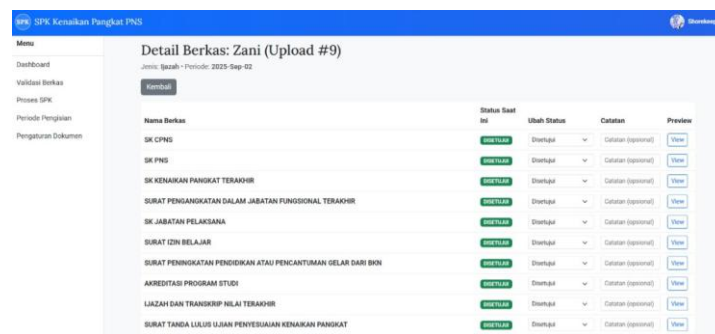 SPK SPK Kenaikan Pangkat PNS
Shorekeep
Menu
Dashboard
Validasi Berkas
Proses SPK
Periode Pengisian
Pengaturan Dokumen
Detail Berkas: Zani (Upload #9)
Jenis: Ijazah - Periode: 2025-Sep-02
Kembali
Nama Berkas Status Saat Ini Ubah Status Catatan Preview
SK CPNS DISETUJUI Disetujui Catatan (opsional) View
SK PNS DISETUJUI Disetujui Catatan (opsional) View
SK KENAIKAN PANGKAT TERAKHIR DISETUJUI Disetujui Catatan (opsional) View
SURAT PENGANGKATAN DALAM JABATAN FUNGSIONAL TERAKHIR DISETUJUI Disetujui Catatan (opsional) View
SK JABATAN PELAKSANA DISETUJUI Disetujui Catatan (opsional) View
SURAT IZIN BELAJAR DISETUJUI Disetujui Catatan (opsional) View
SURAT PENINGKATAN PENDIDIKAN ATAU PENCANTUMAN GELAR DARI BKN DISETUJUI Disetujui Catatan (opsional) View
AKREDITASI PROGRAM STUDI DISETUJUI Disetujui Catatan (opsional) View
IJAZAH DAN TRANSKRIP NILAI TERAKHIR DISETUJUI Disetujui Catatan (opsional) View
SURAT TANDA LULUS UJIAN PENYESUAIAN KENAIKAN PANGKAT DISETUJUI Disetujui Catatan (opsional) View